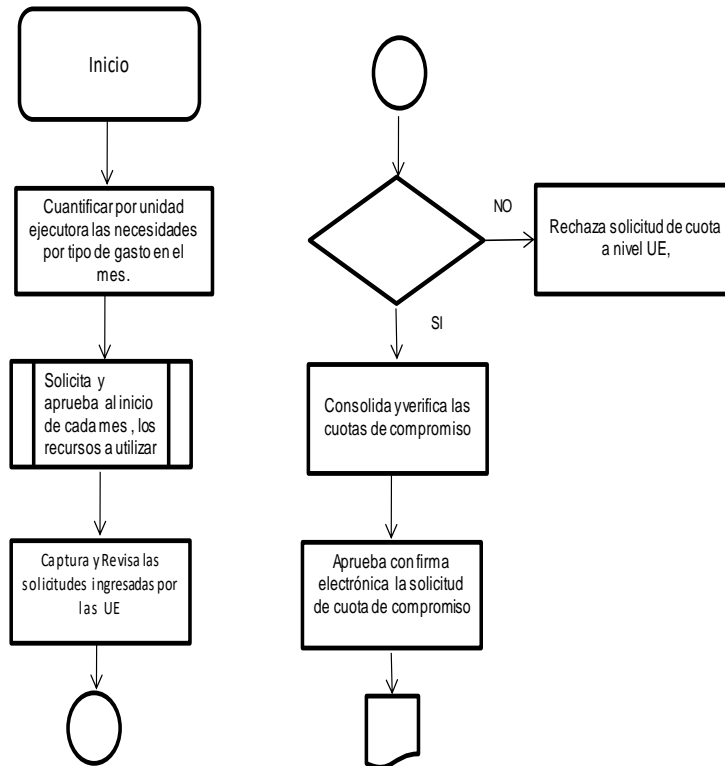 Inicio
Cuantificar por unidad
ejecutora las necesidades
por tipo de gasto en el
mes.
Solicita y
aprueba al inicio
de cada mes , los
recursos a utilizar
Captura y Revisa las
solicitudes ingresadas por
las UE
NO
Rechaza solicitud de cuota
a nivel UE,
SI
Consolida y verifica las
cuotas de compromiso
Aprueba con firma
electrónica la solicitud
de cuota de compromiso